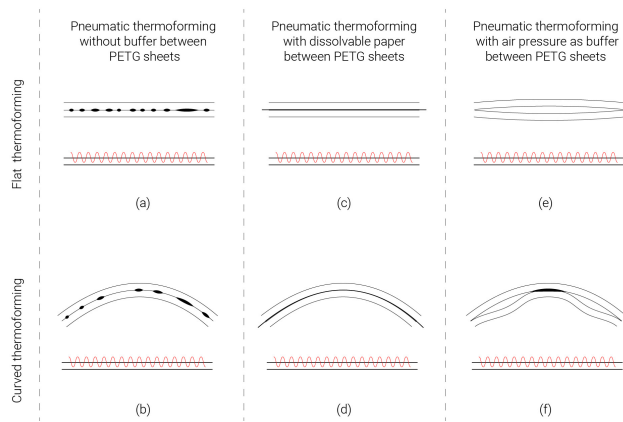 Pneumatic thermoforming
without buffer between
PETG sheets
Pneumatic thermoforming
with dissolvable paper
between PETG sheets
Pneumatic thermoforming
with air pressure as buffer
between PETG sheets
Flat thermoforming
(a)
(c)
(e)
Curved thermoforming
(b)
(d)
(f)